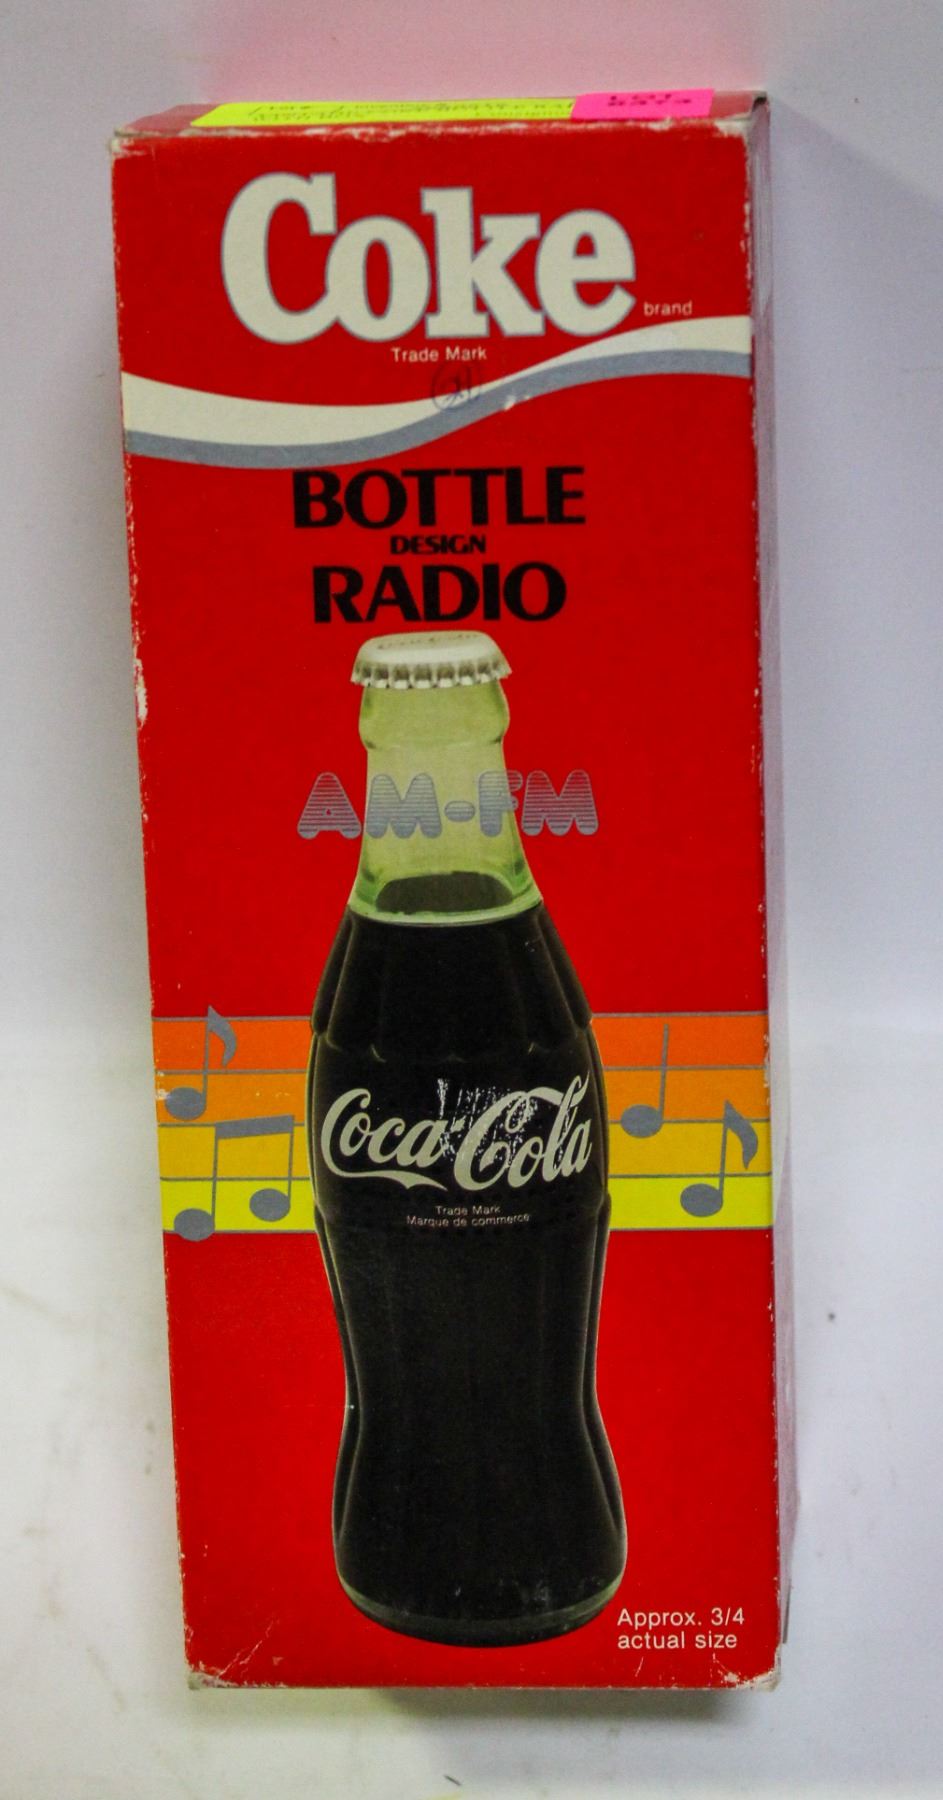 LOT
Coke
brand
Trade Mark
BOTTLE
DESIGN
RADIO
AM-FM
Coca-Cola
Trade Mark
Marque de commerce
Approx. 3/4
actual size